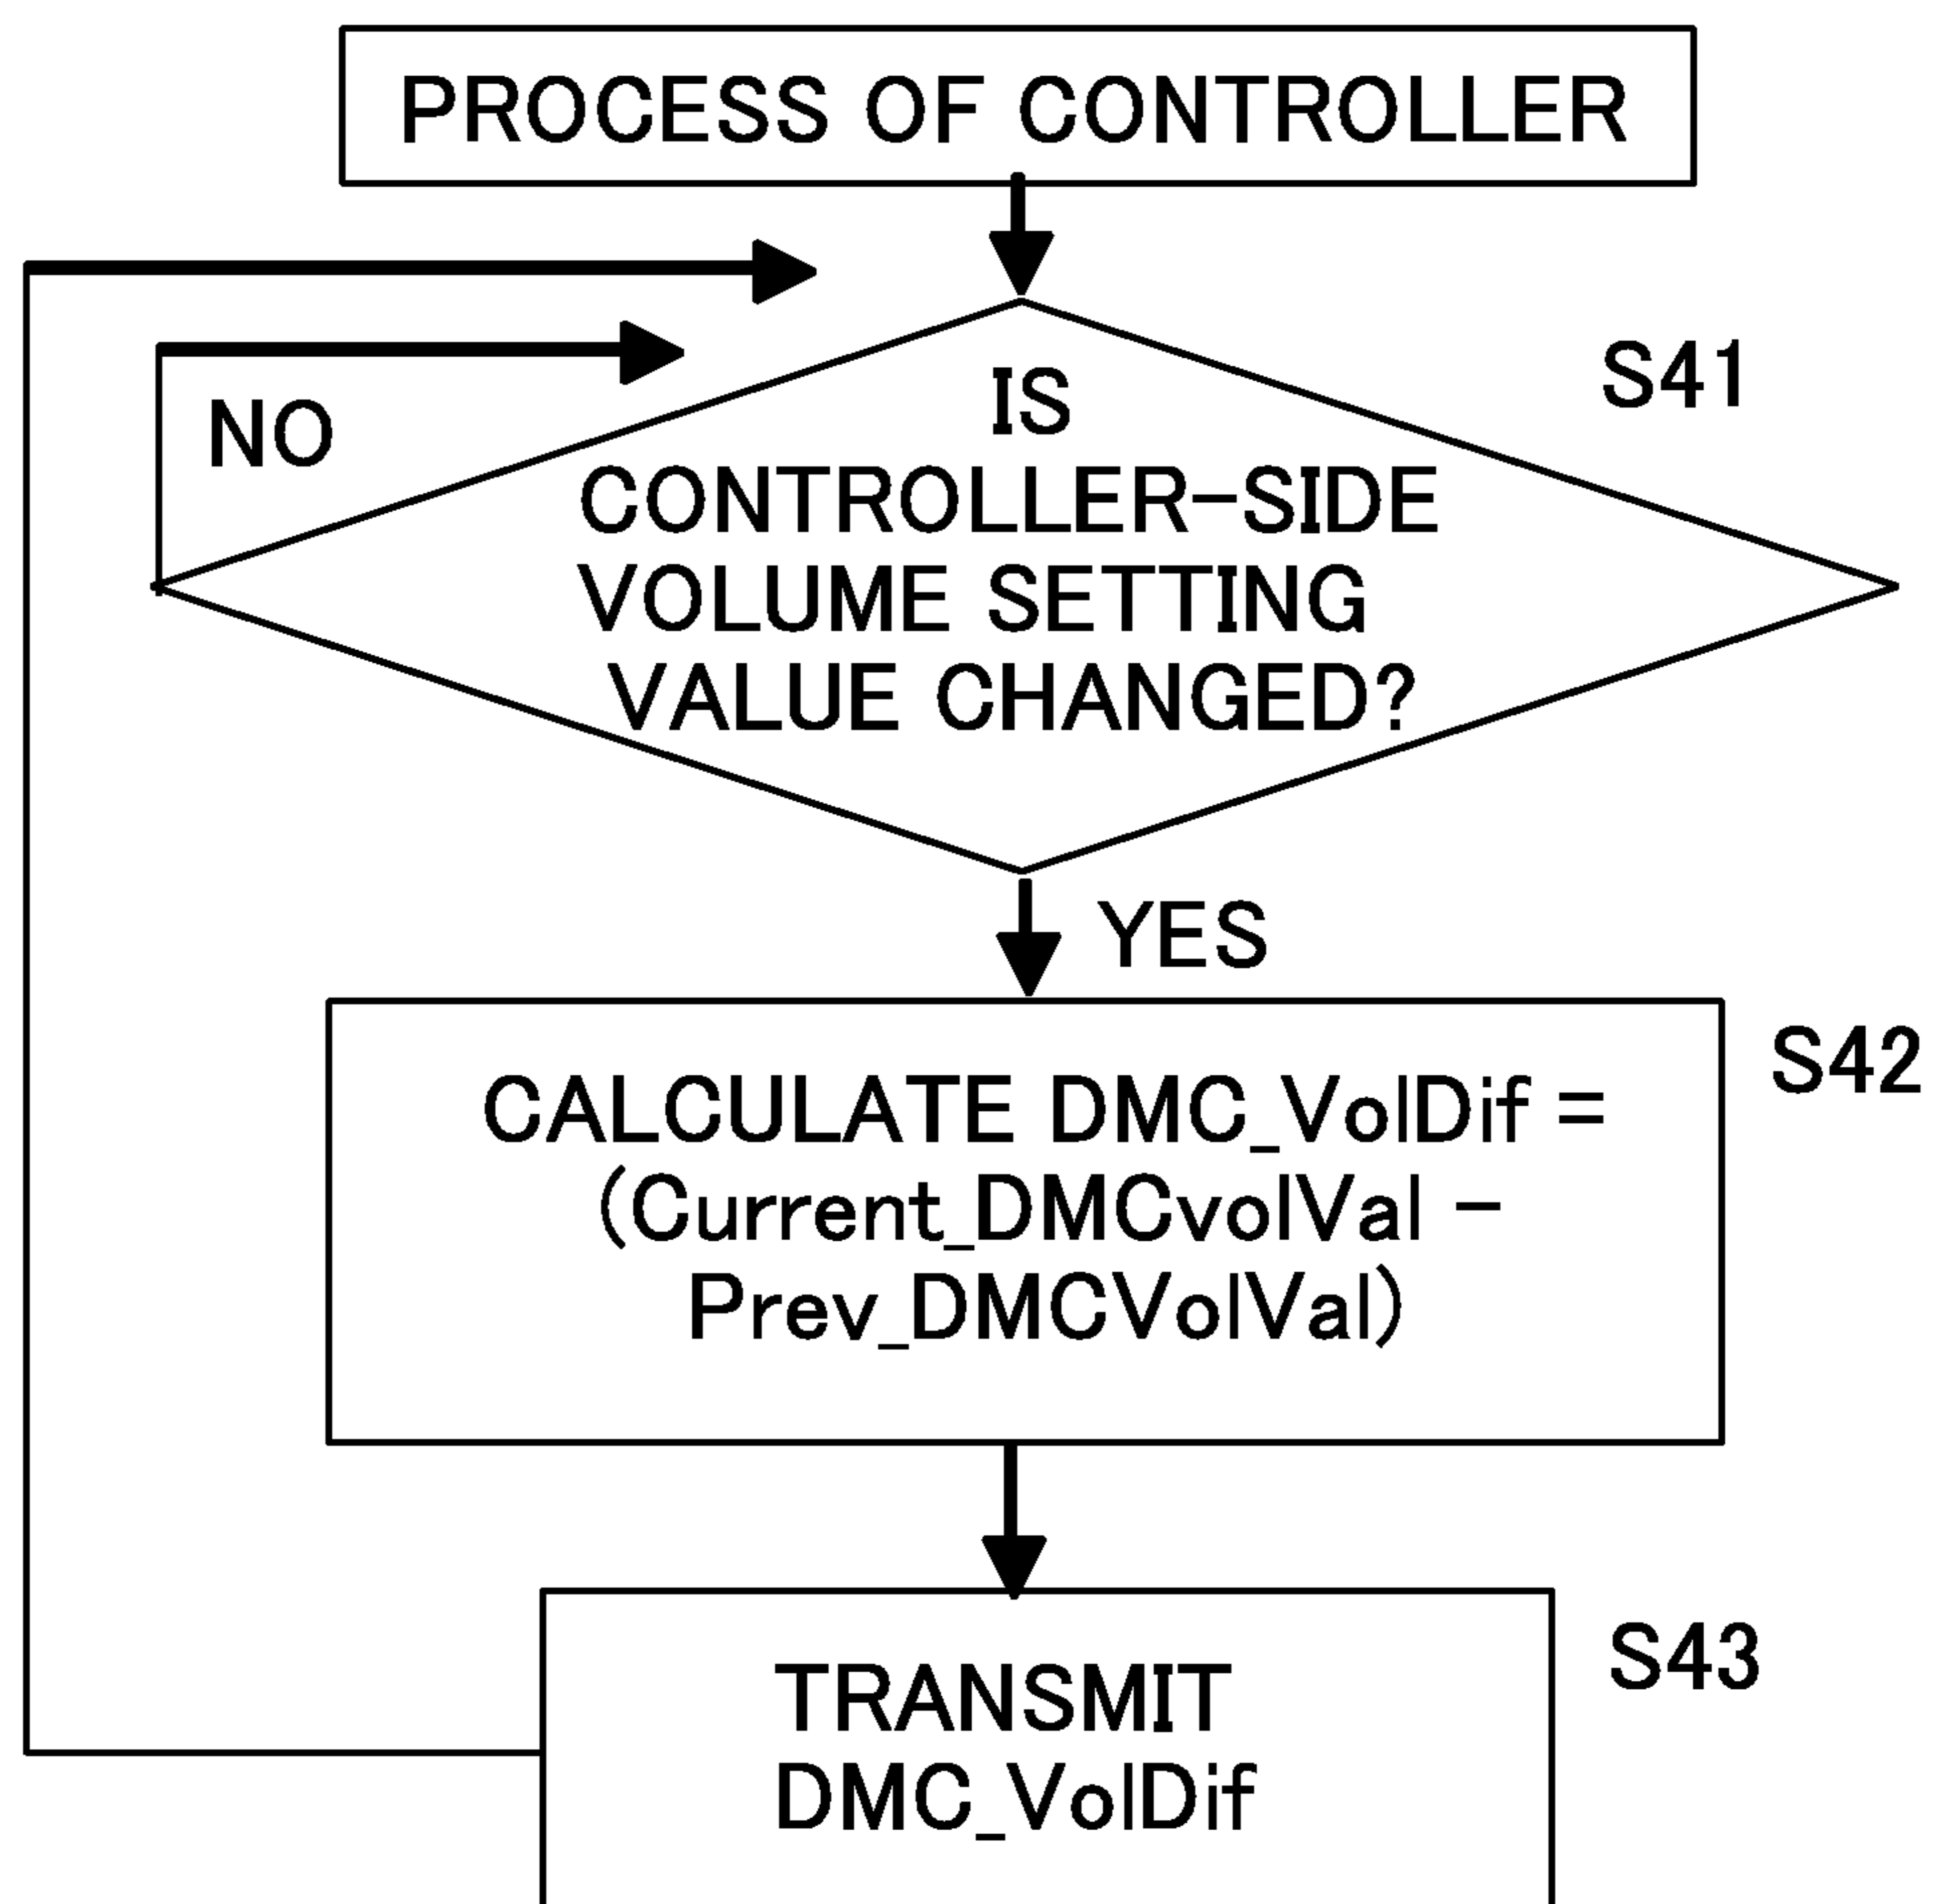 PROCESS OF CONTROLLER
S41
NO
IS
CONTROLLER-SIDE
VOLUME SETTING
VALUE CHANGED?
YES
S42
CALCULATE DMC_VolDif =
(Current_DMCvolVal -
Prev_DMCVolVal)
S43
TRANSMIT
DMC_VolDif